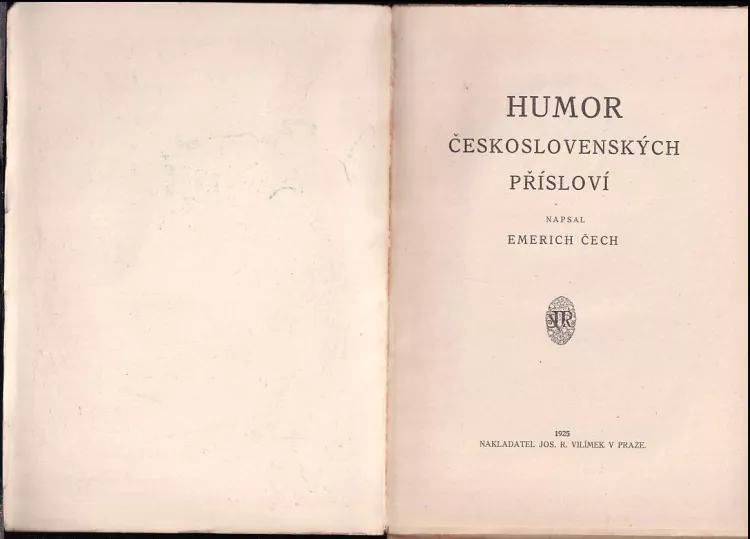 HUMOR
ČESKOSLOVENSKÝCH
PŘÍSLOVÍ
NAPSAL
EMERICH ČECH
1925
NAKLADATEL JOS. R. VILÍMEK V PRAZE.